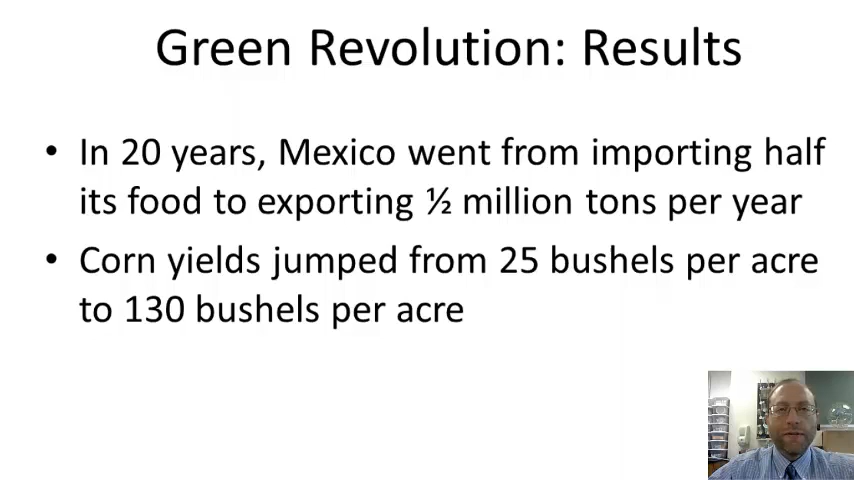 Green Revolution: Results
• In 20 years, Mexico went from importing half
its food to exporting ½ million tons per year
• Corn yields jumped from 25 bushels per acre
to 130 bushels per acre